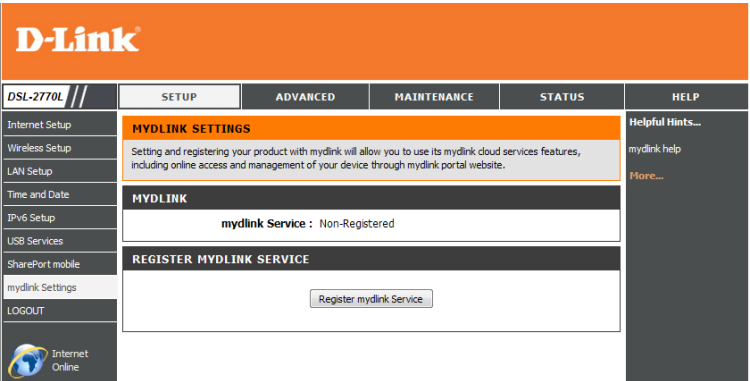 D-Link
DSL-2770L
SETUP
ADVANCED
MAINTENANCE
STATUS
HELP
Internet Setup
Wireless Setup
LAN Setup
Time and Date
IPv6 Setup
USB Services
SharePort mobile
mydlink Settings
LOGOUT
Internet
Online
MYDLINK SETTINGS
Setting and registering your product with mydlink will allow you to use its mydlink cloud services features,
including online access and management of your device through mydlink portal website.
MYDLINK
mydlink Service : Non-Registered
REGISTER MYDLINK SERVICE
Register mydlink Service
Helpful Hints...
mydlink help
More...